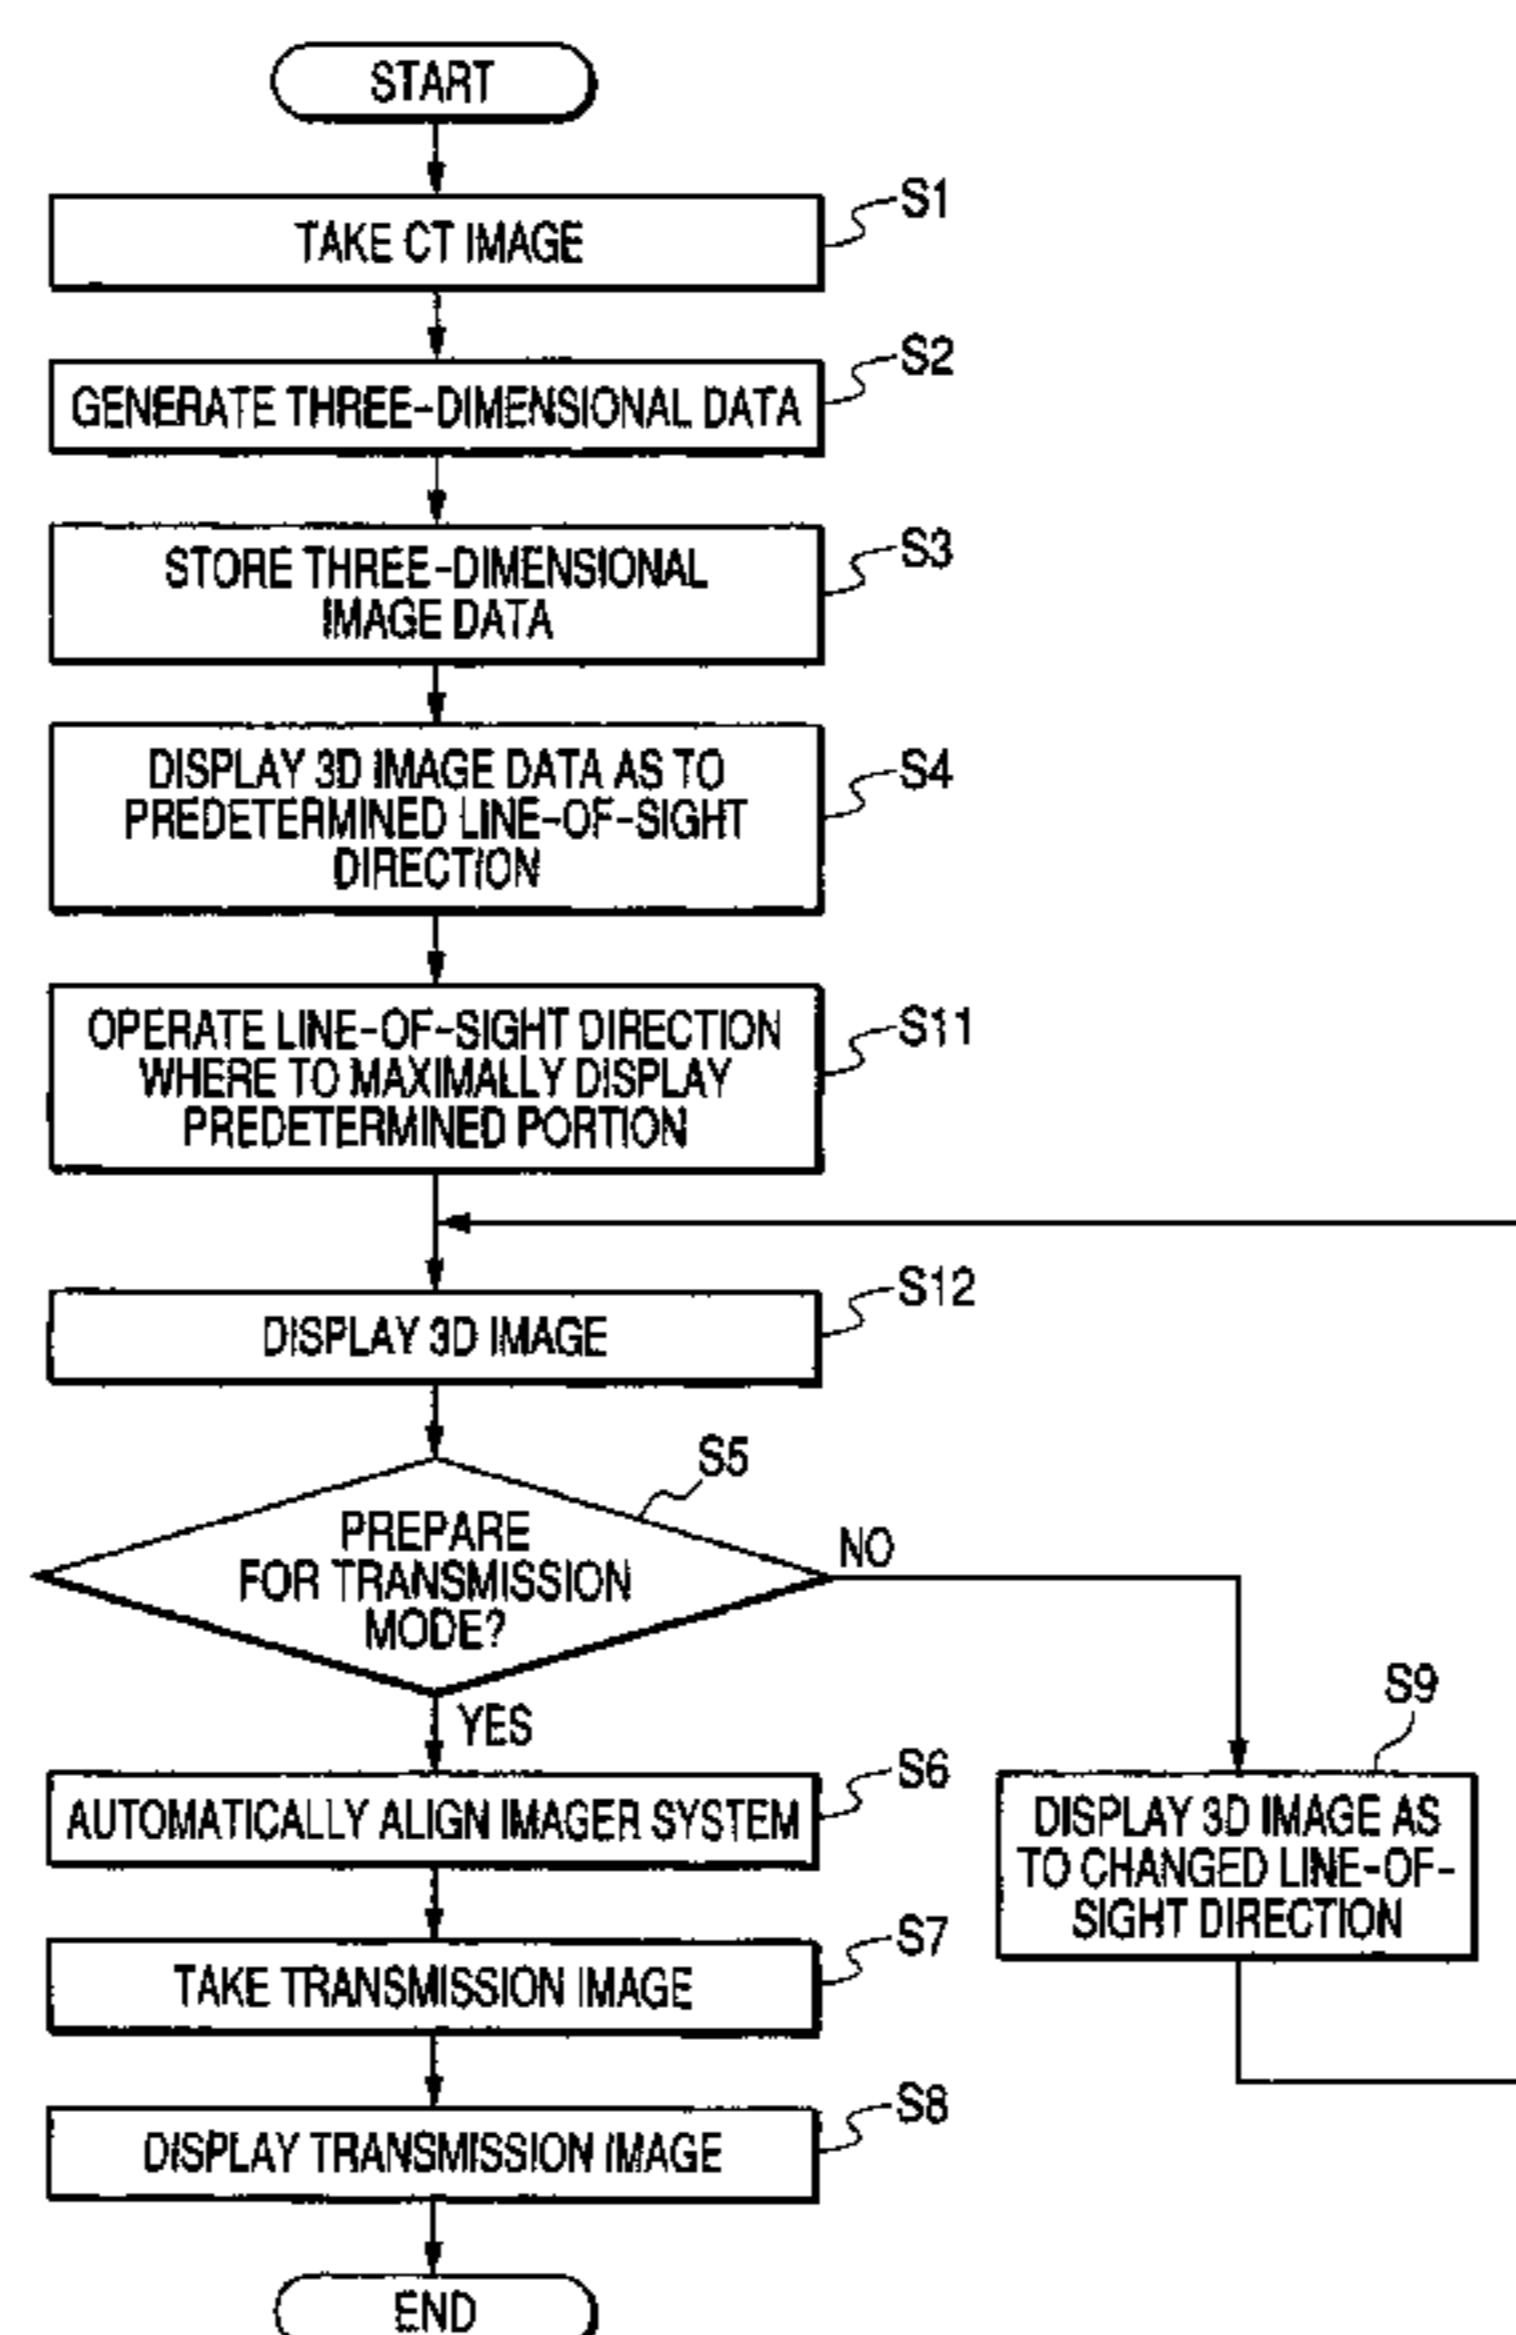 START
TAKE CT IMAGE
S1
GENERATE THREE-DIMENSIONAL DATA
S2
STORE THREE-DIMENSIONAL
IMAGE DATA
S3
DISPLAY 3D IMAGE DATA AS TO
PREDETERMINED LINE-OF-SIGHT
DIRECTION
S4
OPERATE LINE-OF-SIGHT DIRECTION
WHERE TO MAXIMALLY DISPLAY
PREDETERMINED PORTION
S11
DISPLAY 3D IMAGE
S12
PREPARE
FOR TRANSMISSION
MODE?
S5
NO
YES
AUTOMATICALLY ALIGN IMAGER SYSTEM
S6
DISPLAY 3D IMAGE AS
TO CHANGED LINE-OF-
SIGHT DIRECTION
S9
TAKE TRANSMISSION IMAGE
S7
DISPLAY TRANSMISSION IMAGE
S8
END